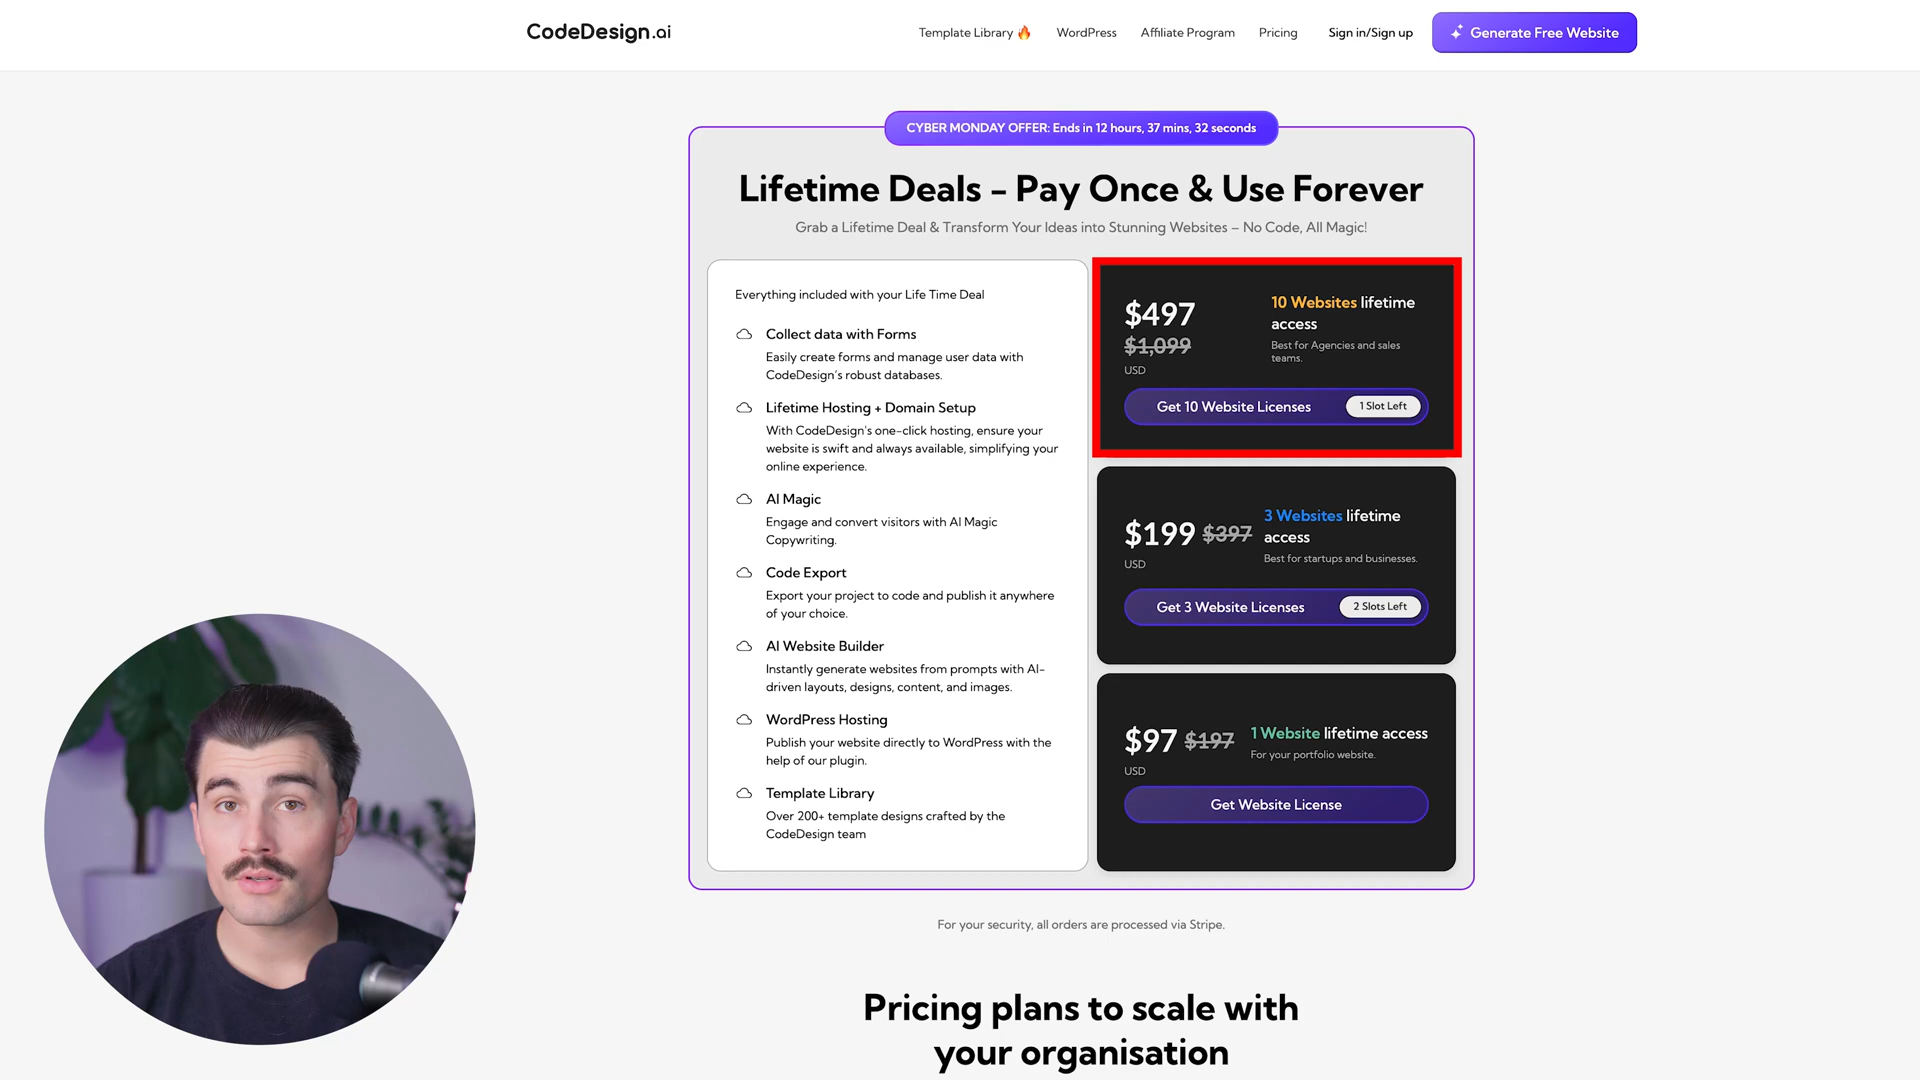 CodeDesign.ai
Template Library 🔥
WordPress
Affiliate Program
Pricing
Sign in/Sign up
Generate Free Website
CYBER MONDAY OFFER: Ends in 12 hours, 37 mins, 32 seconds
Lifetime Deals - Pay Once & Use Forever
Grab a Lifetime Deal & Transform Your Ideas into Stunning Websites – No Code, All Magic!
Everything included with your Life Time Deal
Collect data with Forms
Easily create forms and manage user data with
CodeDesign's robust databases.
Lifetime Hosting + Domain Setup
With CodeDesign's one-click hosting, ensure your
website is swift and always available, simplifying your
online experience.
AI Magic
Engage and convert visitors with AI Magic
Copywriting.
Code Export
Export your project to code and publish it anywhere
of your choice.
AI Website Builder
Instantly generate websites from prompts with AI-
driven layouts, designs, content, and images.
WordPress Hosting
Publish your website directly to WordPress with the
help of our plugin.
Template Library
Over 200+ template designs crafted by the
CodeDesign team
$497
$1,099
USD
10 Websites lifetime
access
Best for Agencies and sales
teams.
Get 10 Website Licenses
1 Slot Left
$199 $397
USD
3 Websites lifetime
access
Best for startups and businesses.
Get 3 Website Licenses
2 Slots Left
$97 $197
USD
1 Website lifetime access
For your portfolio website.
Get Website License
For your security, all orders are processed via Stripe.
Pricing plans to scale with
your organisation